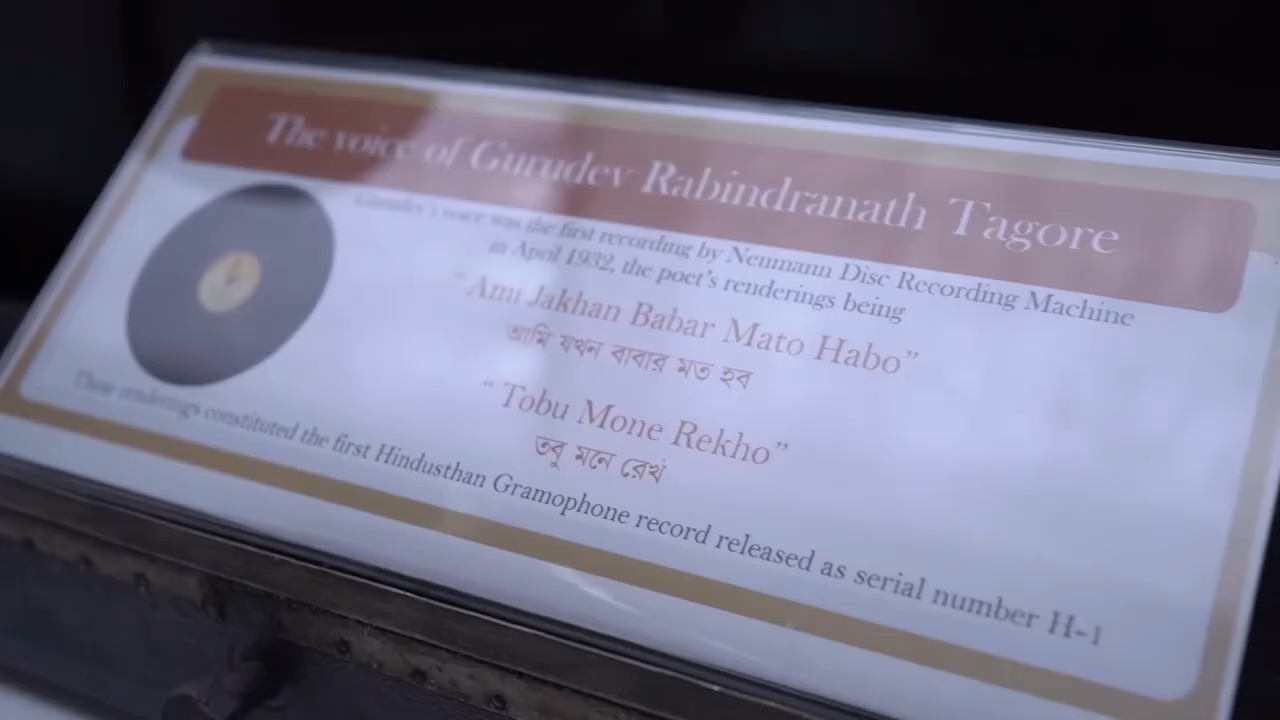 The voice of Gurudev Rabindranath Tagore
Gurudev's voice was the first recording by Neumann Disc Recording Machine
in April 1932, the poet's renderings being
"Ami Jakhan Babar Mato Habo"
আমি যখন বাবার মত হব
"Tobu Mone Rekho"
তবু মনে রেখ
These renderings constituted the first Hindusthan Gramophone record released as serial number H-1